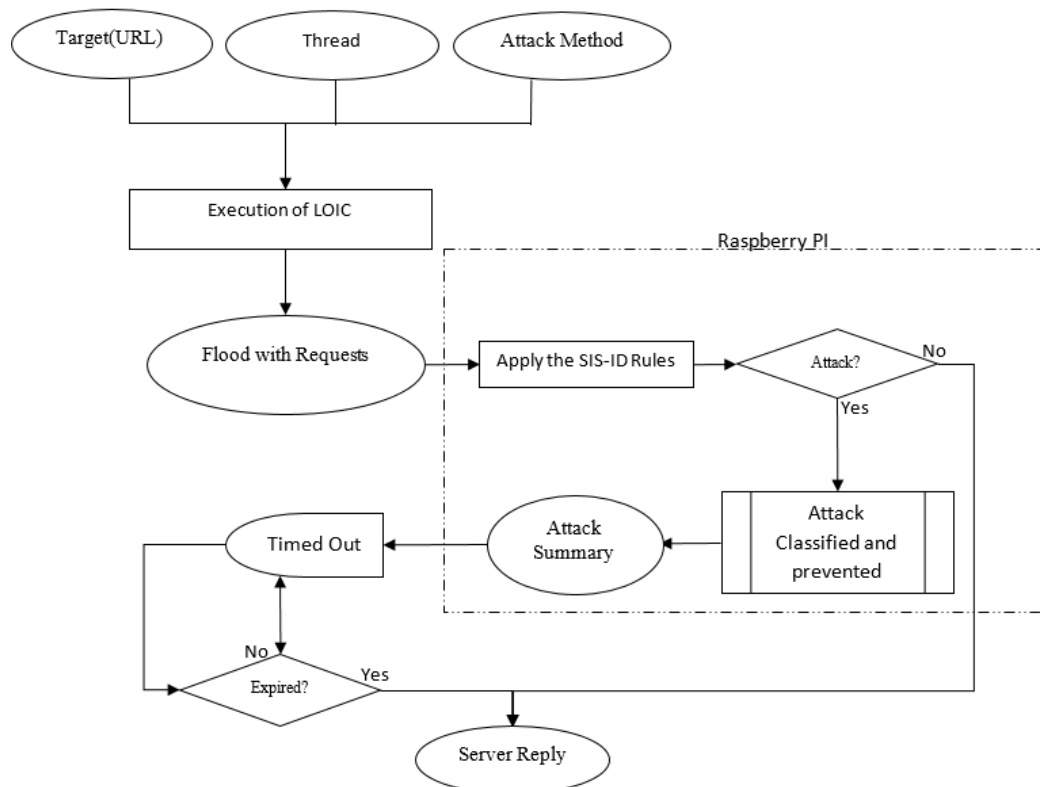 Target(URL)
Thread
Attack Method
Execution of LOIC
Raspberry PI
Flood with Requests
Apply the SIS-ID Rules
Attack?
No
Yes
Attack
Classified and
prevented
Attack
Summary
Timed Out
No
Expired?
Yes
Server Reply